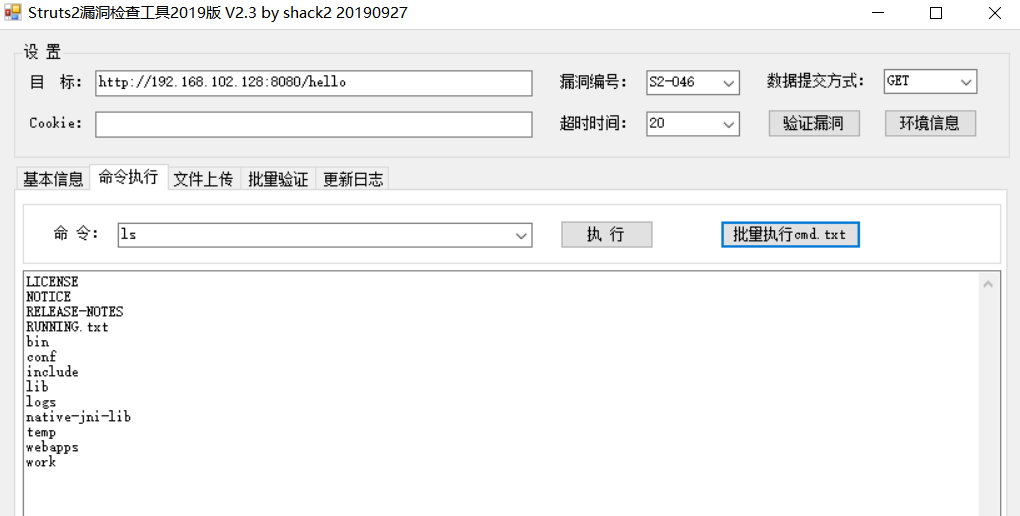 Struts2漏洞检查工具2019版 V2.3 by shack2 20190927
设 置
目 标: http://192.168.102.128:8080/hello 漏洞编号: S2-046 数据提交方式: GET
Cookie: 超时时间: 20 验证漏洞 环境信息
基本信息 命令执行 文件上传 批量验证 更新日志
命 令: ls 执 行 批量执行cmd.txt
LICENSE
NOTICE
RELEASE-NOTES
RUNNING.txt
bin
conf
include
lib
logs
native-jni-lib
temp
webapps
work